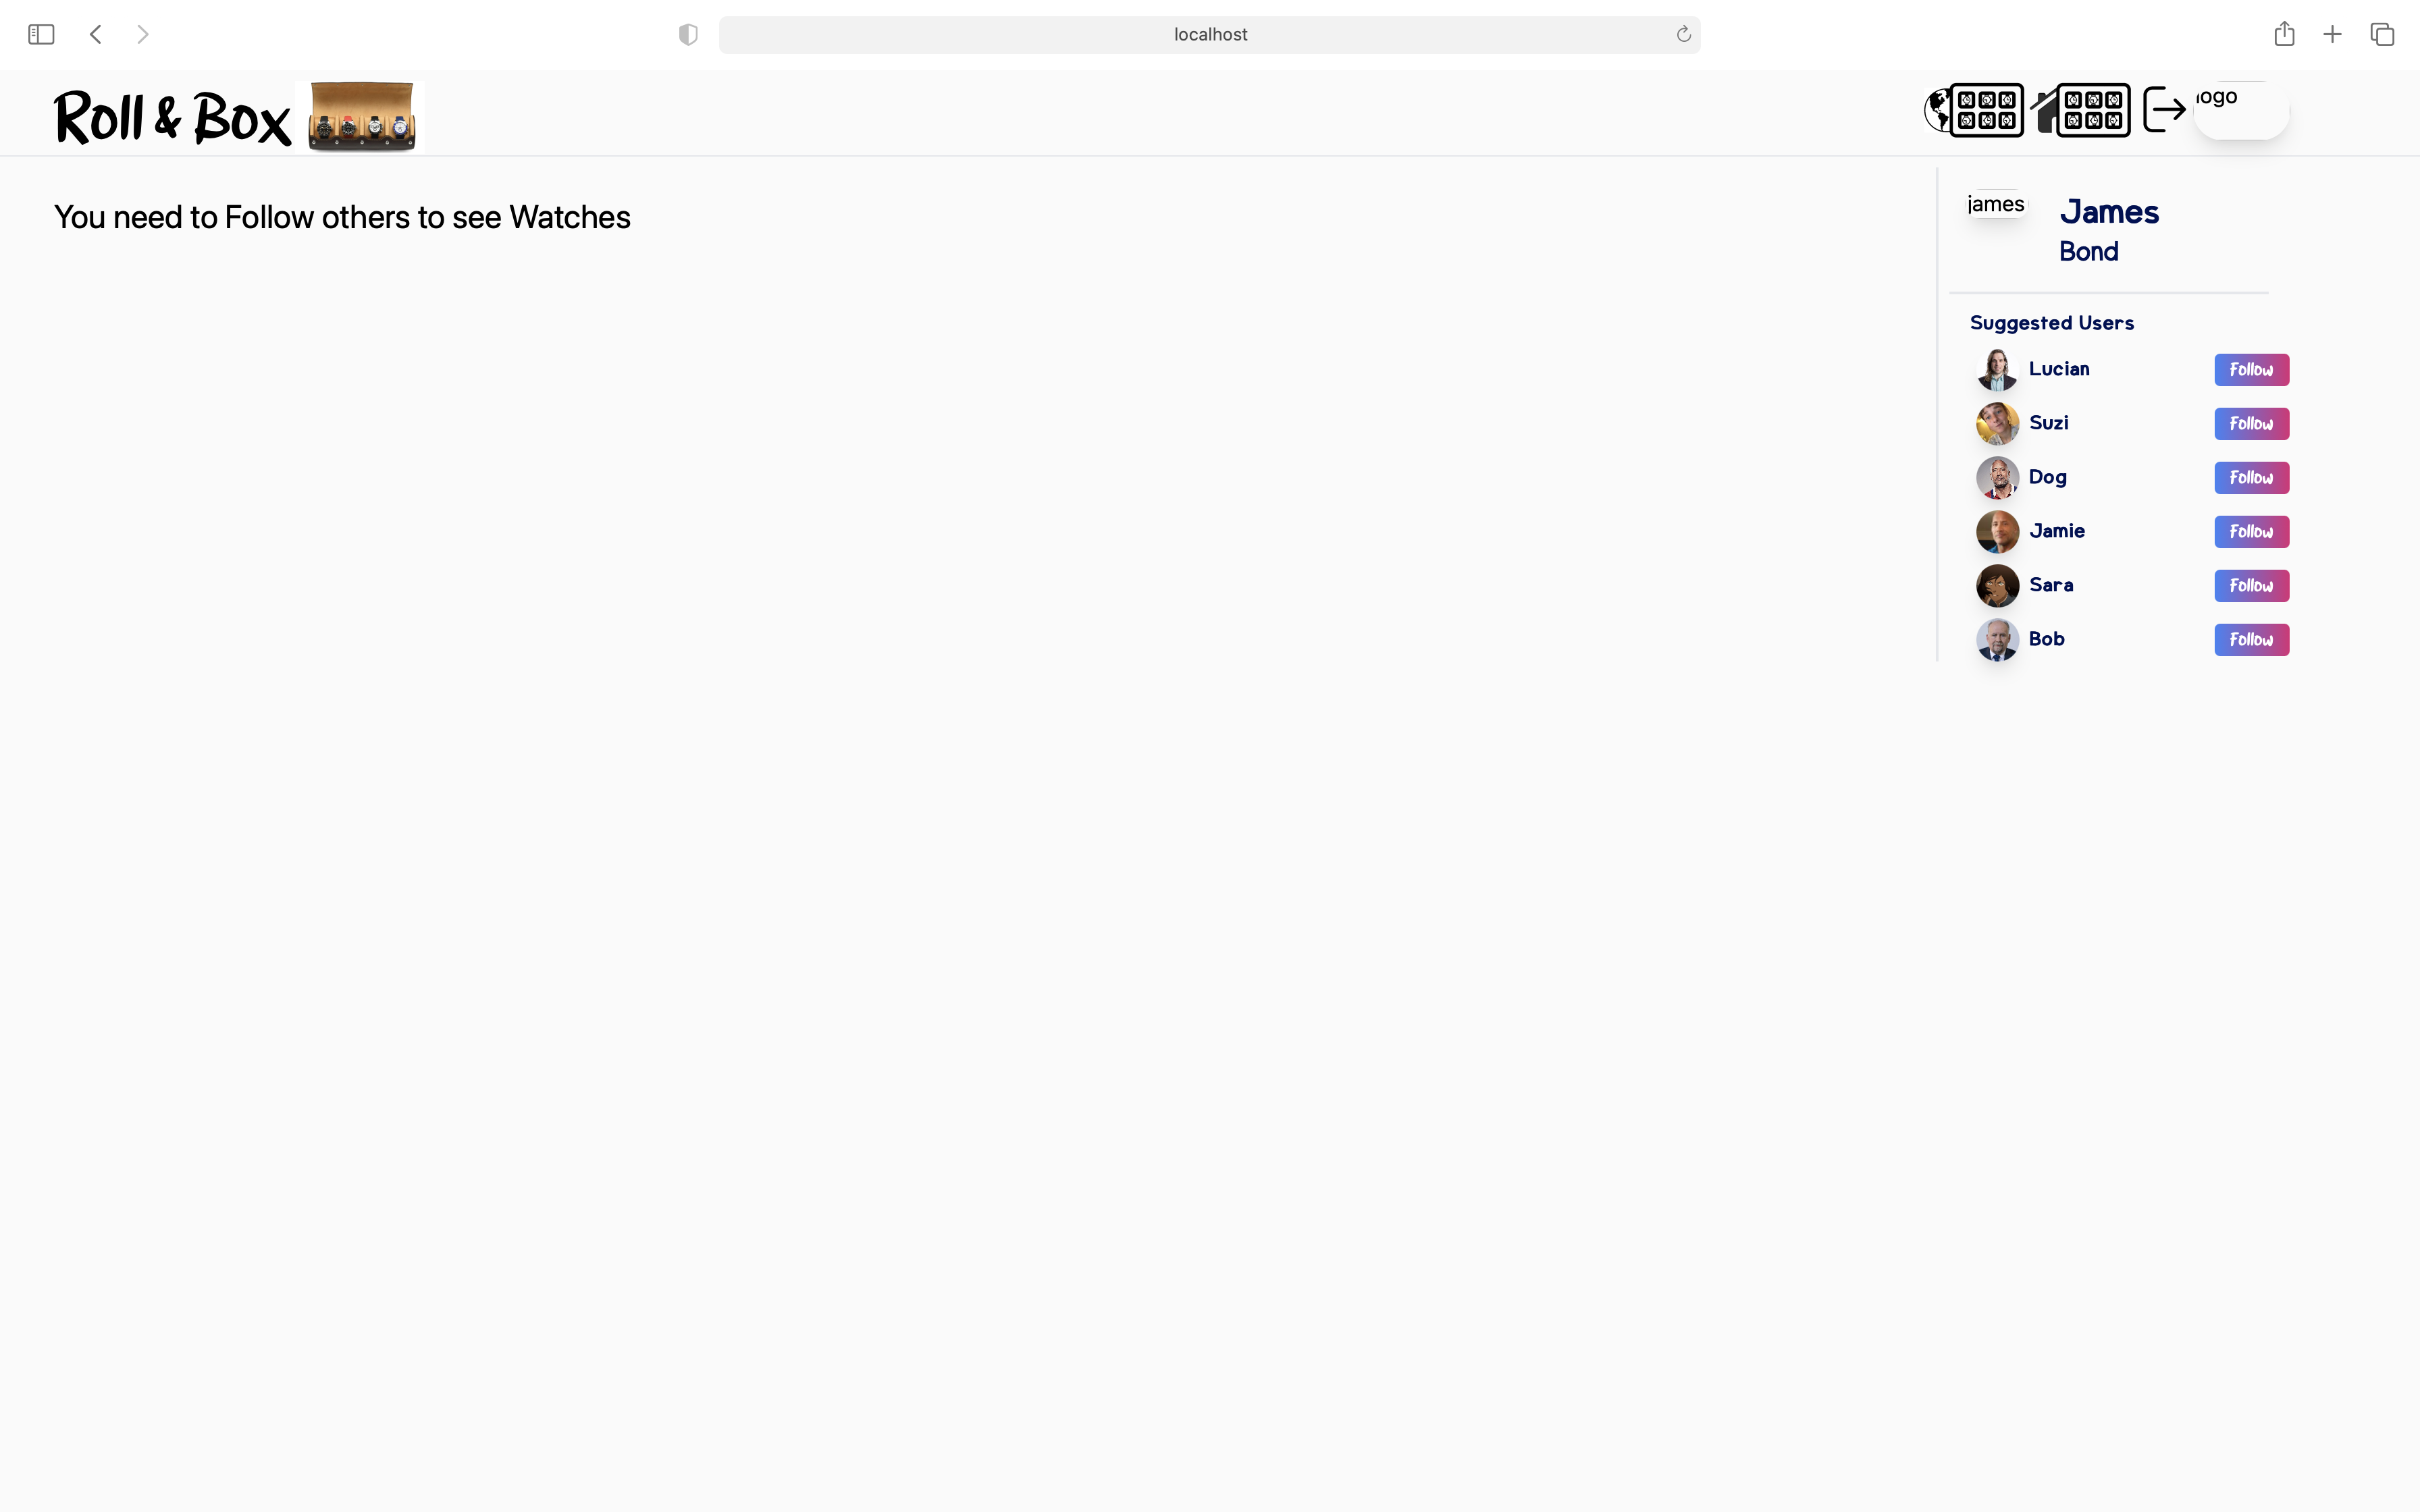 localhost
Roll & Box
logo
You need to Follow others to see Watches
james
James
Bond
Suggested Users
Lucian
Follow
Suzi
Follow
Dog
Follow
Jamie
Follow
Sara
Follow
Bob
Follow